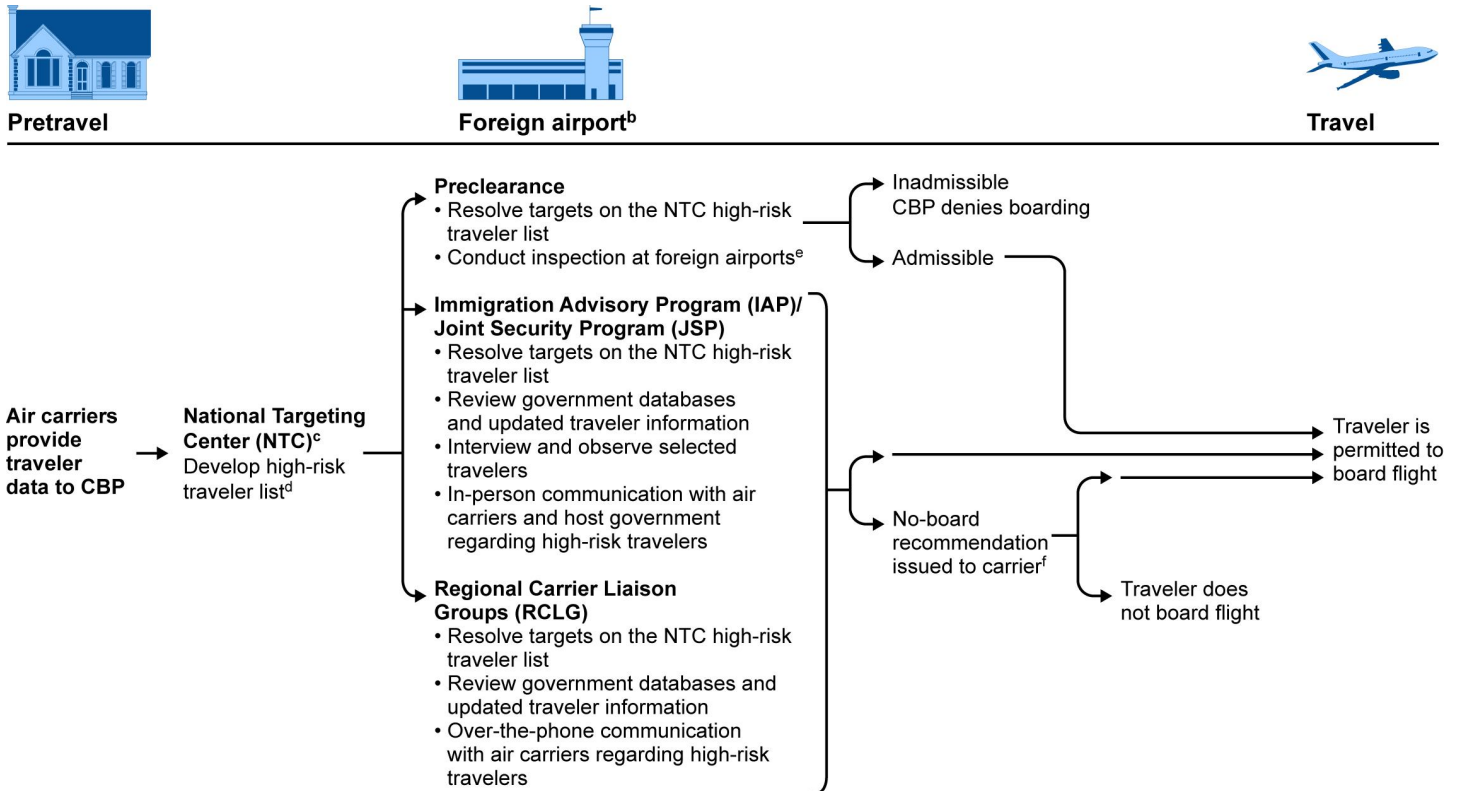 Pretravel
Foreign airportᵇ
Travel
Air carriers
provide
traveler
data to CBP
National Targeting
Center (NTC)ᶜ
Develop high-risk
traveler listᵈ
Preclearance
• Resolve targets on the NTC high-risk
traveler list
• Conduct inspection at foreign airportsᵉ
Immigration Advisory Program (IAP)/
Joint Security Program (JSP)
• Resolve targets on the NTC high-risk
traveler list
• Review government databases
and updated traveler information
• Interview and observe selected
travelers
• In-person communication with air
carriers and host government
regarding high-risk travelers
Regional Carrier Liaison
Groups (RCLG)
• Resolve targets on the NTC high-risk
traveler list
• Review government databases and
updated traveler information
• Over-the-phone communication
with air carriers regarding high-risk
travelers
Inadmissible
CBP denies boarding
Admissible
No-board
recommendation
issued to carrierᶠ
Traveler does
not board flight
Traveler is
permitted to
board flight